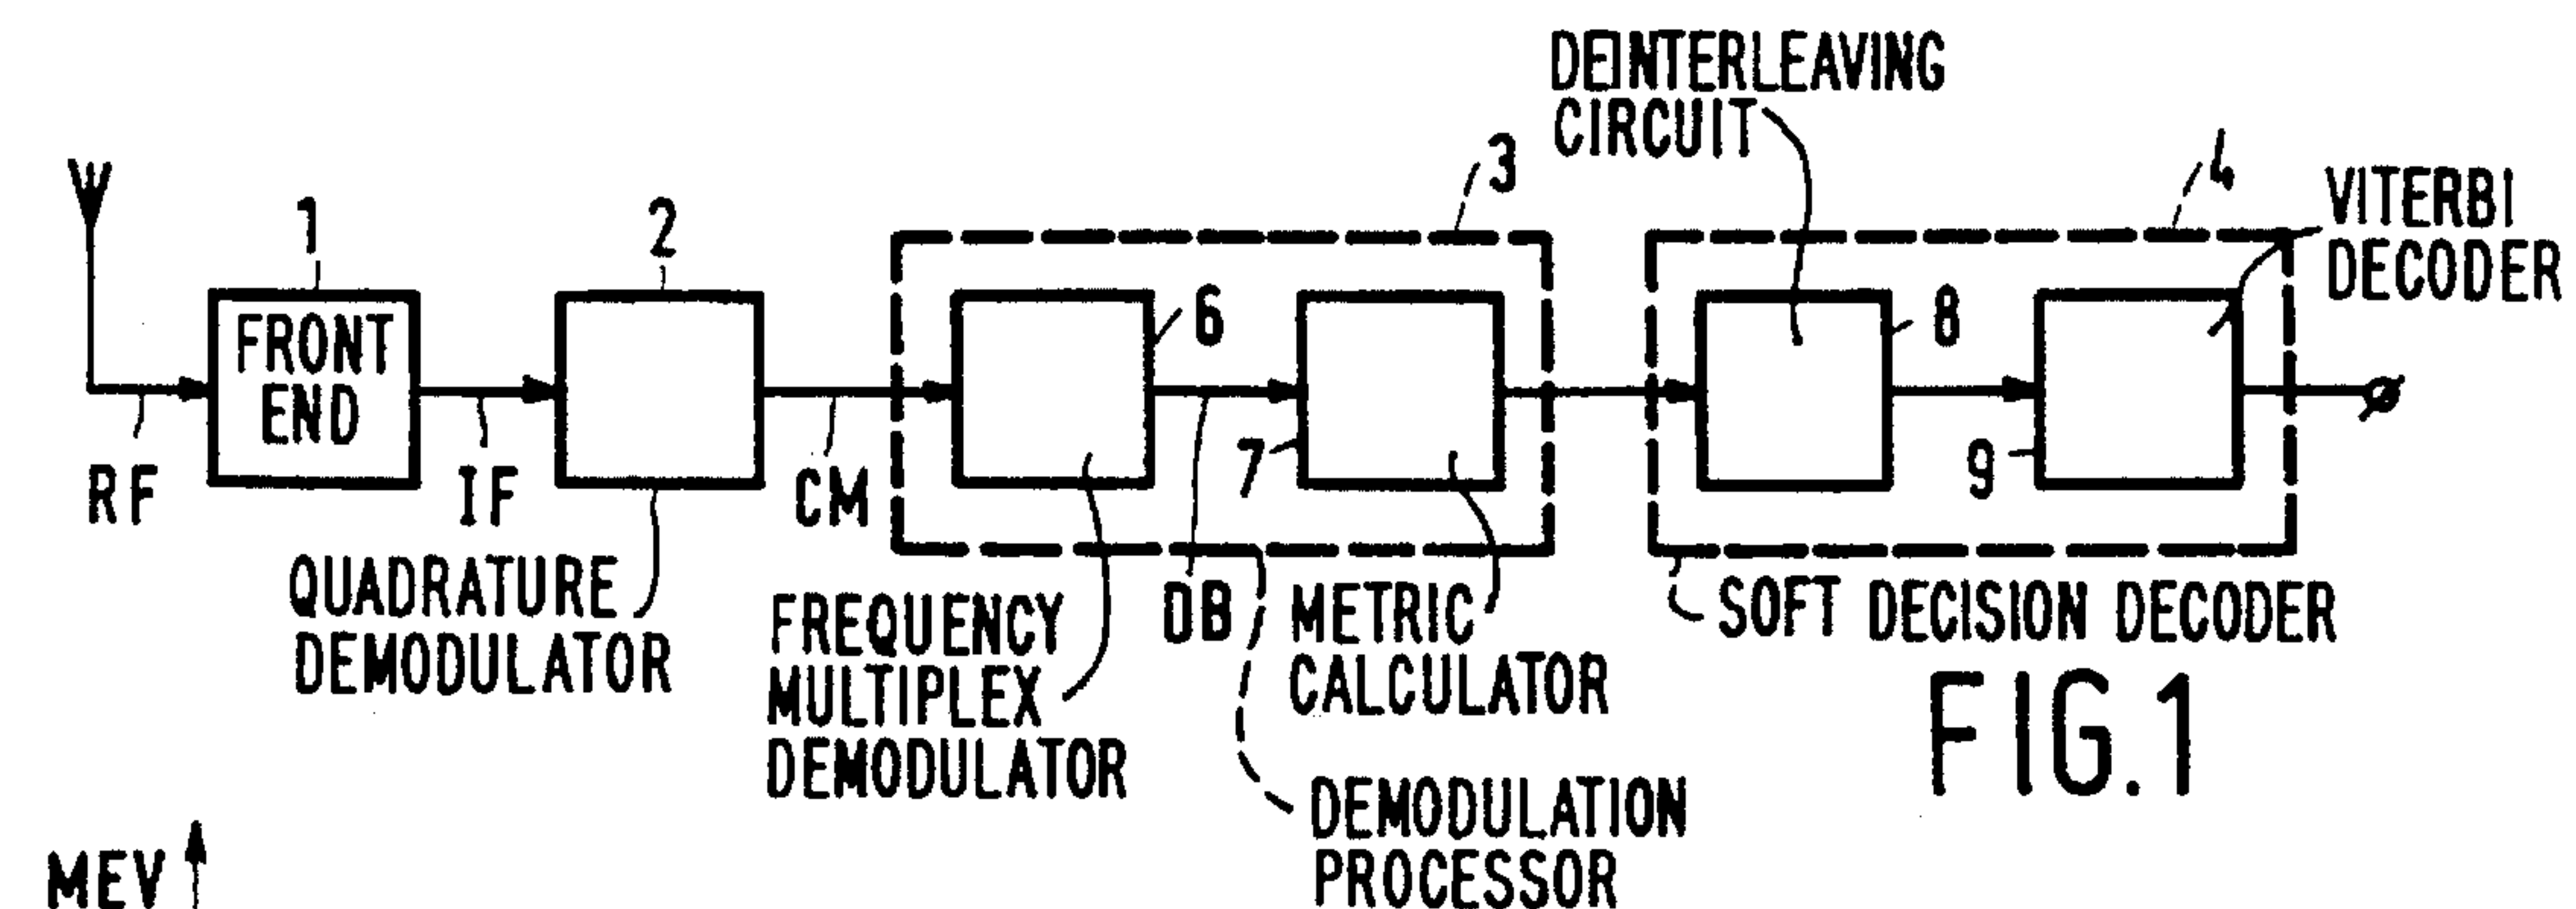 DEINTERLEAVING
CIRCUIT
3
4
VITERBI
DECODER
1
2
FRONT
END
6
8
RF
IF
CM
7
9
QUADRATURE
DEMODULATOR
FREQUENCY
MULTIPLEX
DEMODULATOR
DB
METRIC
CALCULATOR
SOFT DECISION DECODER
FIG.1
DEMODULATION
PROCESSOR
MEV